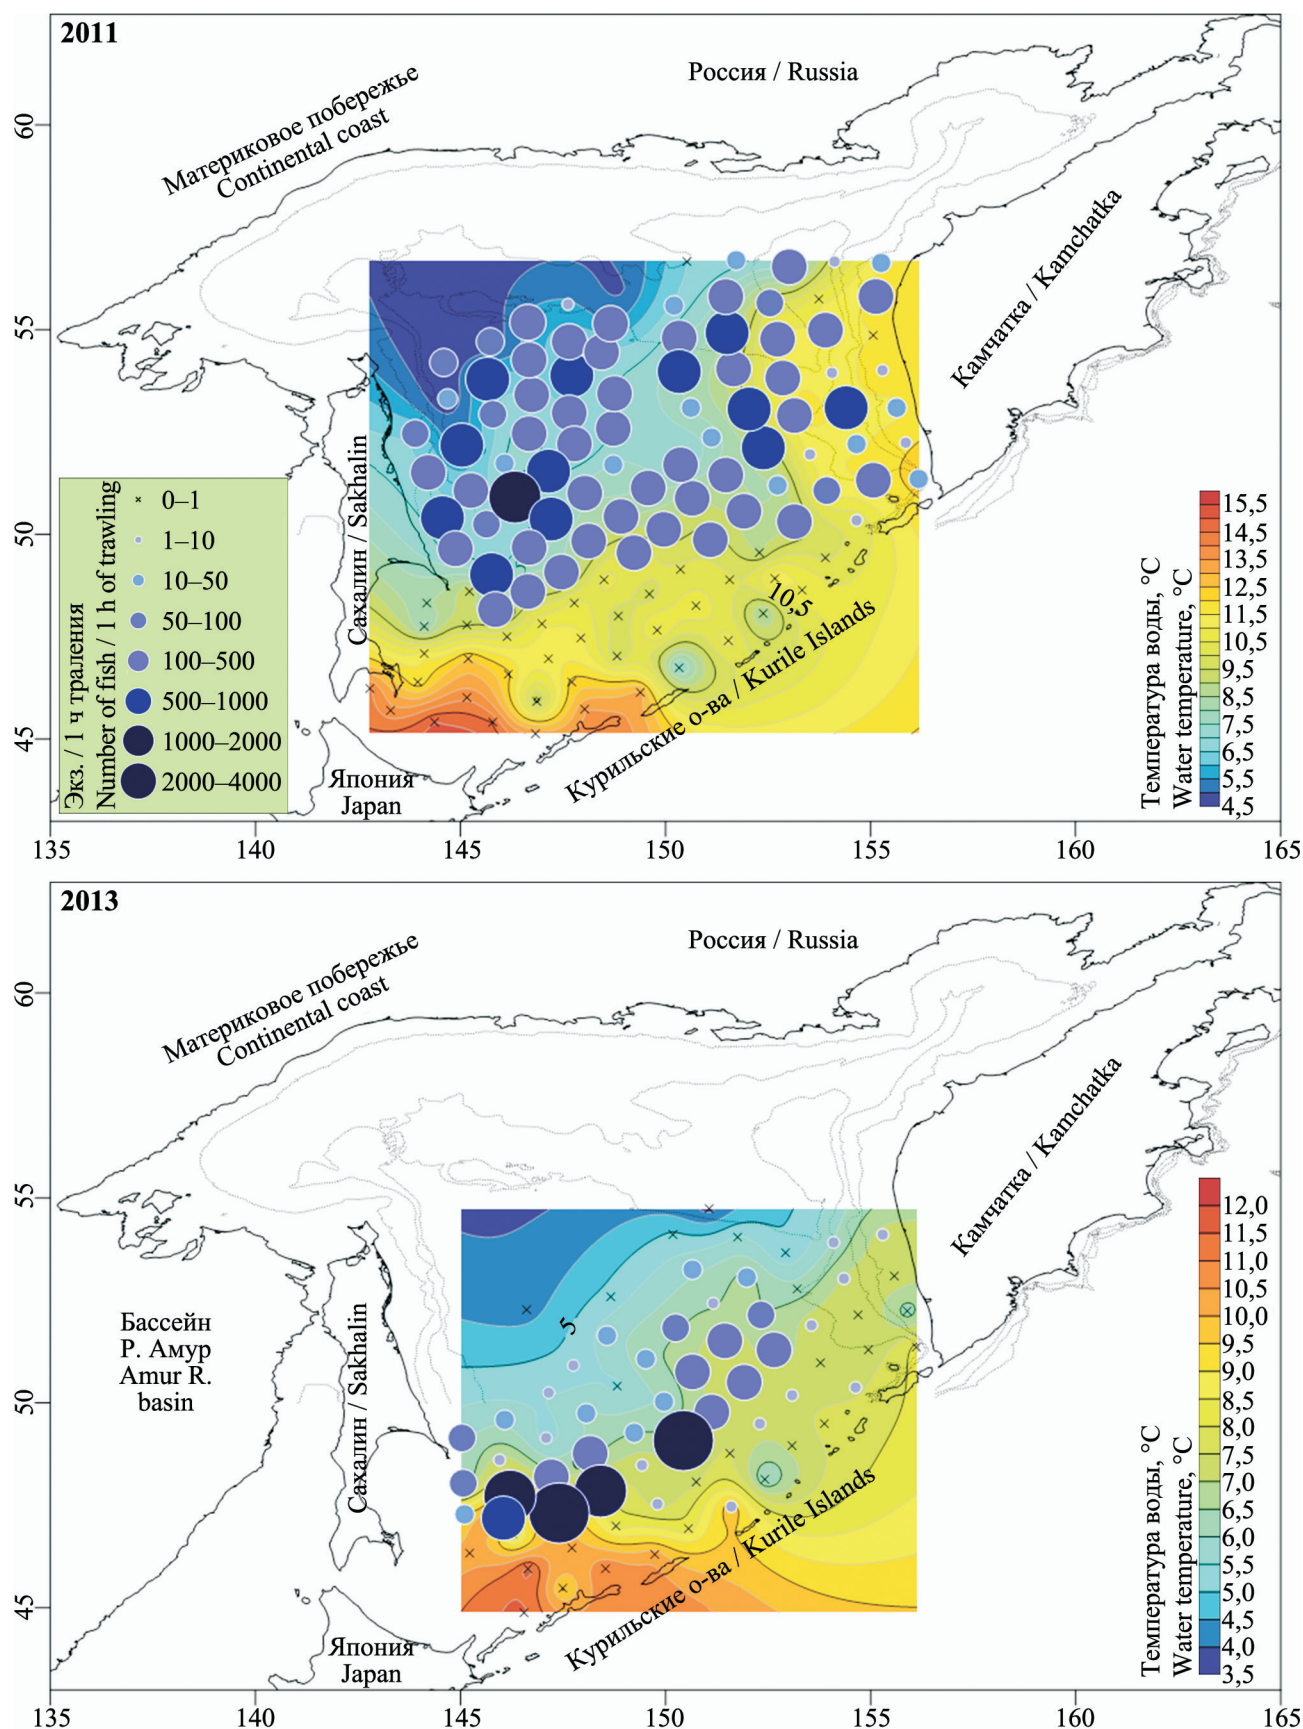 2011
Россия / Russia
Материковое побережье
Continental coast
Камчатка / Kamchatka
Сахалин / Sakhalin
Экз. / 1 ч траления
Number of fish / 1 h of trawling
0–1
1–10
10–50
50–100
100–500
500–1000
1000–2000
2000–4000
10,5
Курильские о-ва / Kurile Islands
Япония
Japan
Температура воды, °C
Water temperature, °C
15,5
14,5
13,5
12,5
11,5
10,5
9,5
8,5
7,5
6,5
5,5
4,5
60
55
50
45
135
140
145
150
155
160
165
2013
Россия / Russia
Материковое побережье
Continental coast
Камчатка / Kamchatka
Бассейн
Р. Амур
Amur R.
basin
Сахалин / Sakhalin
5
Курильские о-ва / Kurile Islands
Япония
Japan
Температура воды, °C
Water temperature, °C
12,0
11,5
11,0
10,5
10,0
9,5
9,0
8,5
8,0
7,5
7,0
6,5
6,0
5,5
5,0
4,5
4,0
3,5
60
55
50
45
135
140
145
150
155
160
165